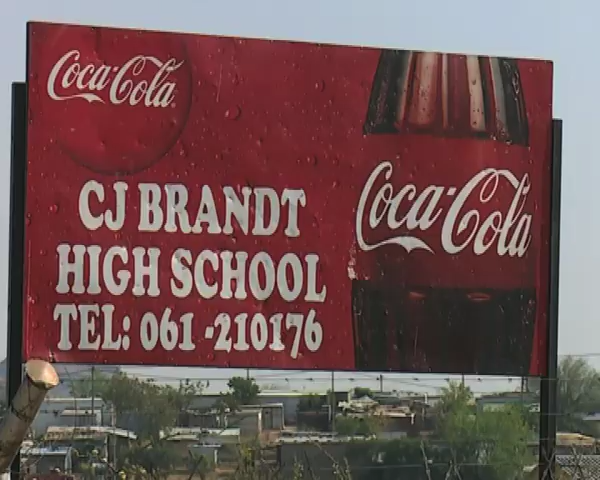 Coca-Cola
CJ BRANDT
HIGH SCHOOL
TEL: 061 -210176
Coca-Cola